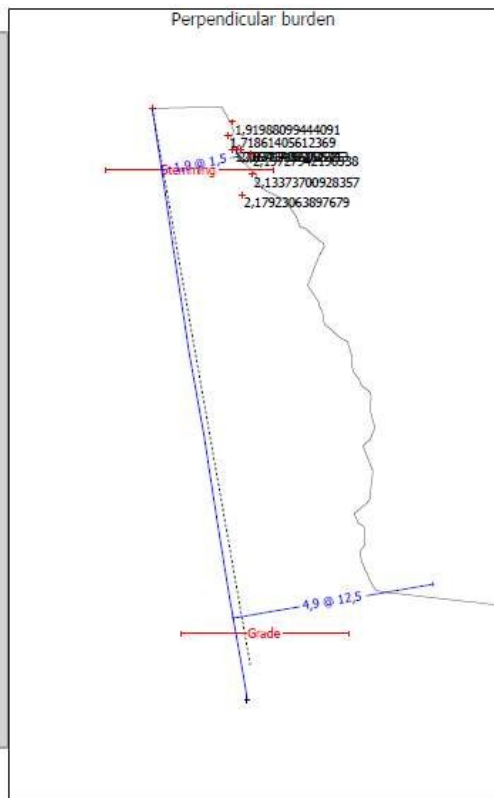 Perpendicular burden
1,91988099444091
1,71861405612369
1,9 @ 1,5
Stemming
2,13373700928357
2,17923063897679
4,9 @ 12,5
Grade